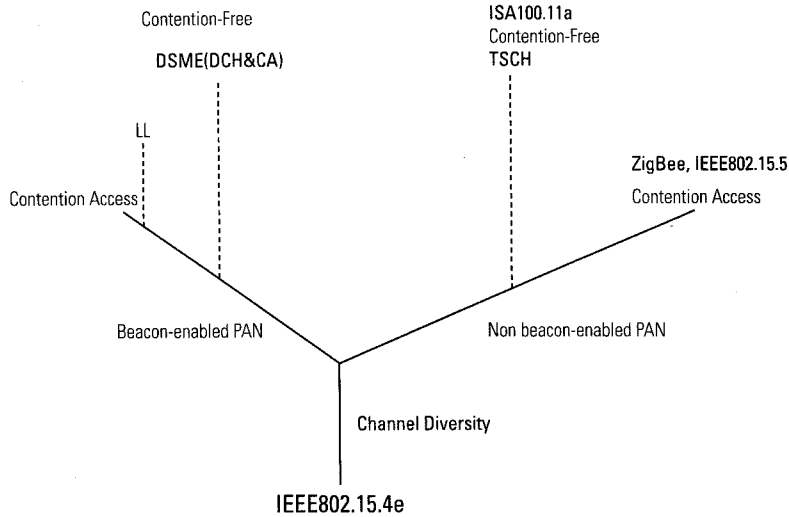 ISA100.11a
Contention-Free
Contention-Free
DSME(DCH&CA)
TSCH
LL
ZigBee, IEEE802.15.5
Contention Access
Contention Access
Beacon-enabled PAN
Non beacon-enabled PAN
Channel Diversity
IEEE802.15.4e